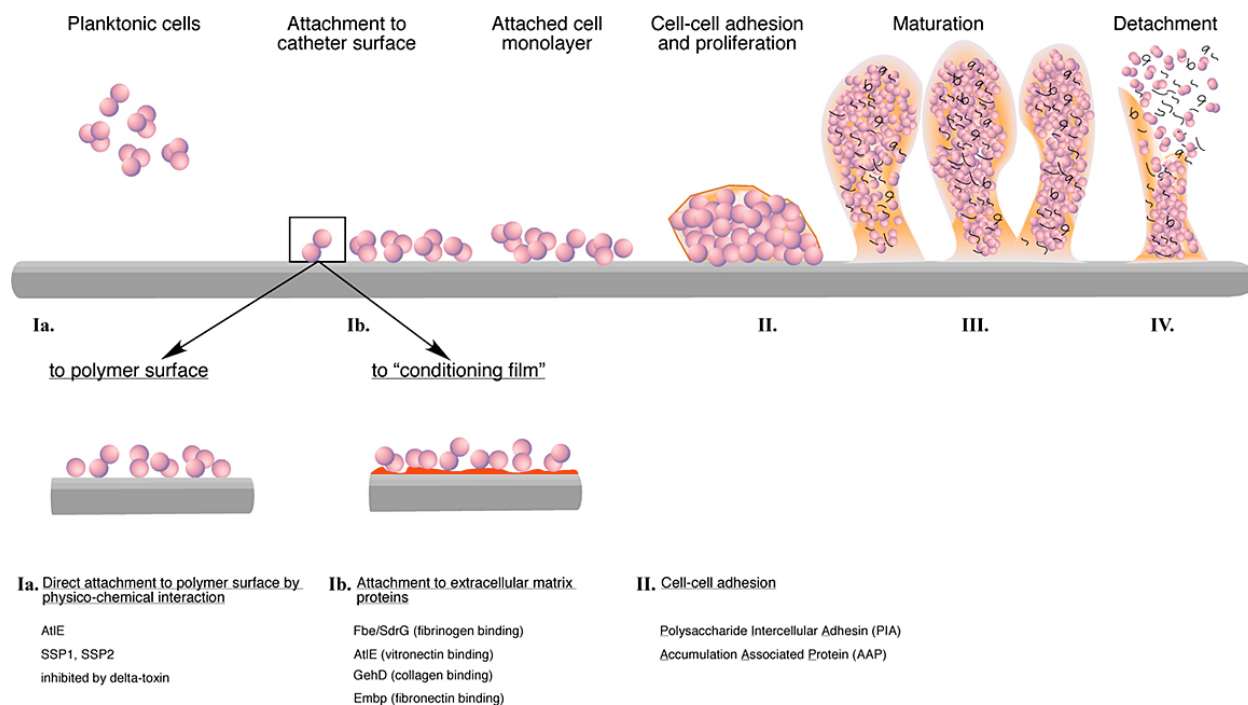 Planktonic cells
Attachment to
catheter surface
Attached cell
monolayer
Cell-cell adhesion
and proliferation
Maturation
Detachment
Ia.
Ib.
II.
III.
IV.
to polymer surface
to “conditioning film”
Ia. Direct attachment to polymer surface by
physico-chemical interaction
AtlE
SSP1, SSP2
inhibited by delta-toxin
Ib. Attachment to extracellular matrix
proteins
Fbe/SdrG (fibrinogen binding)
AtlE (vitronectin binding)
GehD (collagen binding)
Embp (fibronectin binding)
II. Cell-cell adhesion
Polysaccharide Intercellular Adhesin (PIA)
Accumulation Associated Protein (AAP)